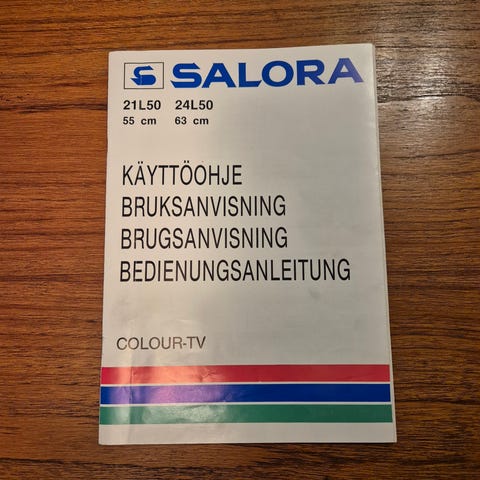 SALORA
21L50 24L50
55 cm 63 cm
KÄYTTÖOHJE
BRUKSANVISNING
BRUGSANVISNING
BEDIENUNGSANLEITUNG
COLOUR-TV